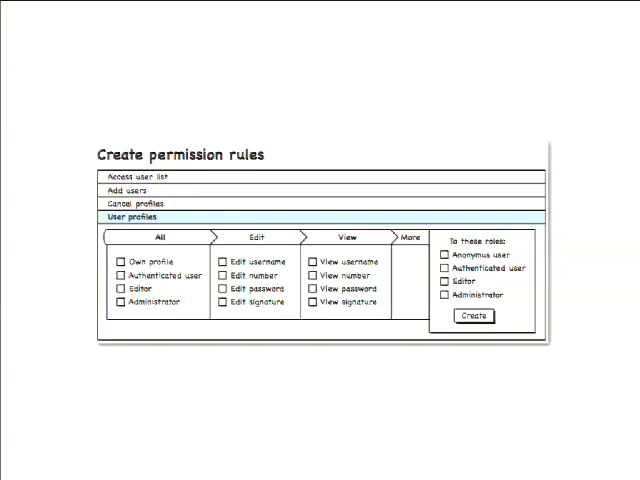 Create permission rules
Access user list
Add users
Cancel profiles
User profiles
All
Edit
View
More
Own profile
Authenticated user
Editor
Administrator
Edit username
Edit number
Edit password
Edit signature
View username
View number
View password
View signature
To these roles:
Anonymus user
Authenticated user
Editor
Administrator
Create